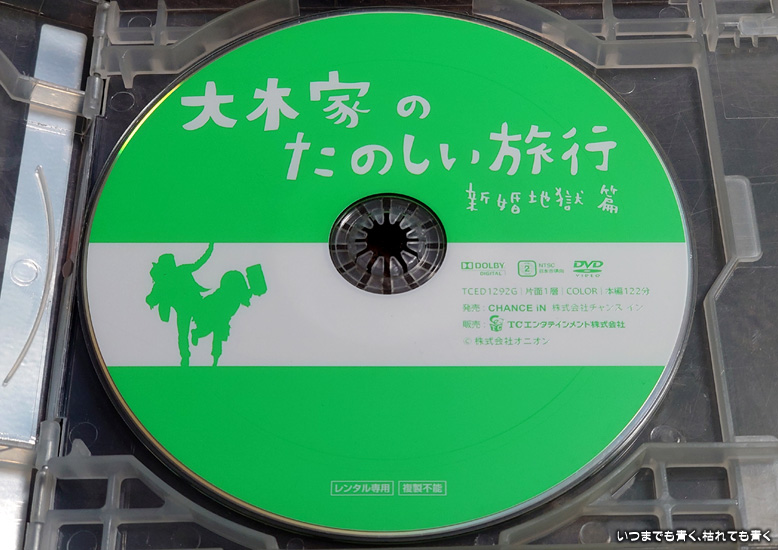 大木家の
たのしい旅行
新婚地獄 篇
DOLBY DIGITAL
2
NTSC
日本市場向
DVD
VIDEO
TCED1292G | 片面1層 | COLOR | 本編122分
発売 : CHANCE iN 株式会社チャンス イン
販売 : TCエンタテインメント株式会社
© 株式会社オニオン
レンタル専用 複製不能
いつまでも青く、枯れても青く